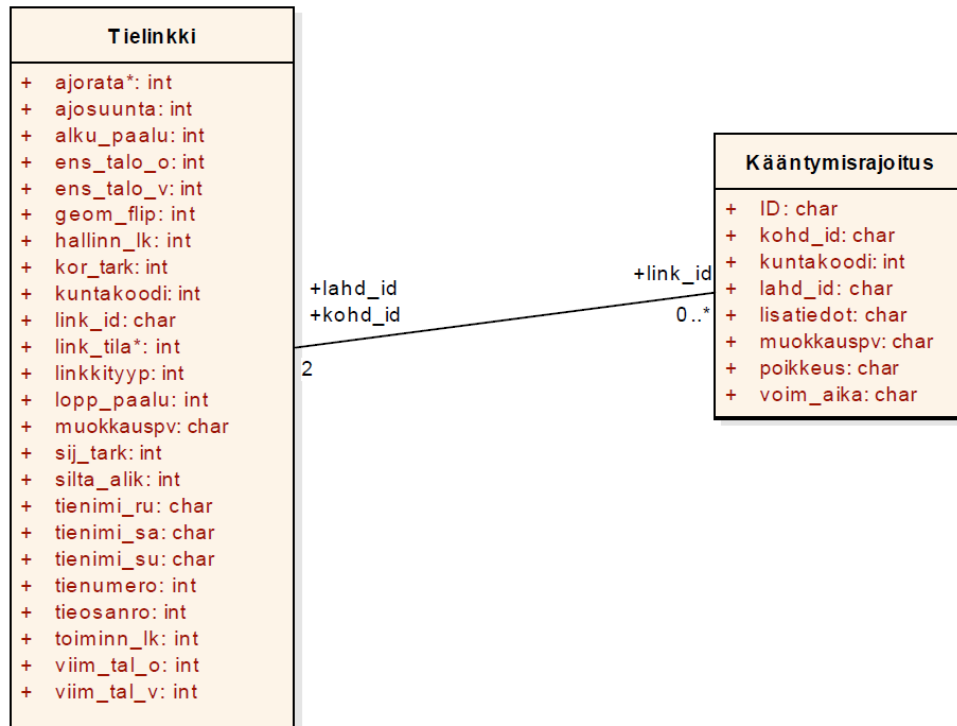 Tielinkki
+ ajorata*: int
+ ajosuunta: int
+ alku_paalu: int
+ ens_talo_o: int
+ ens_talo_v: int
+ geom_flip: int
+ hallinn_lk: int
+ kor_tark: int
+ kuntakoodi: int
+ link_id: char
+ link_tila*: int
+ linkkityyp: int
+ lopp_paalu: int
+ muokkauspv: char
+ sij_tark: int
+ silta_alik: int
+ tienimi_ru: char
+ tienimi_sa: char
+ tienimi_su: char
+ tienumero: int
+ tieosanro: int
+ toiminn_lk: int
+ viim_tal_o: int
+ viim_tal_v: int
+lahd_id
+kohd_id
2
+link_id
0..*
Kääntymisrajoitus
+ ID: char
+ kohd_id: char
+ kuntakoodi: int
+ lahd_id: char
+ lisatiedot: char
+ muokkauspv: char
+ poikkeus: char
+ voim_aika: char